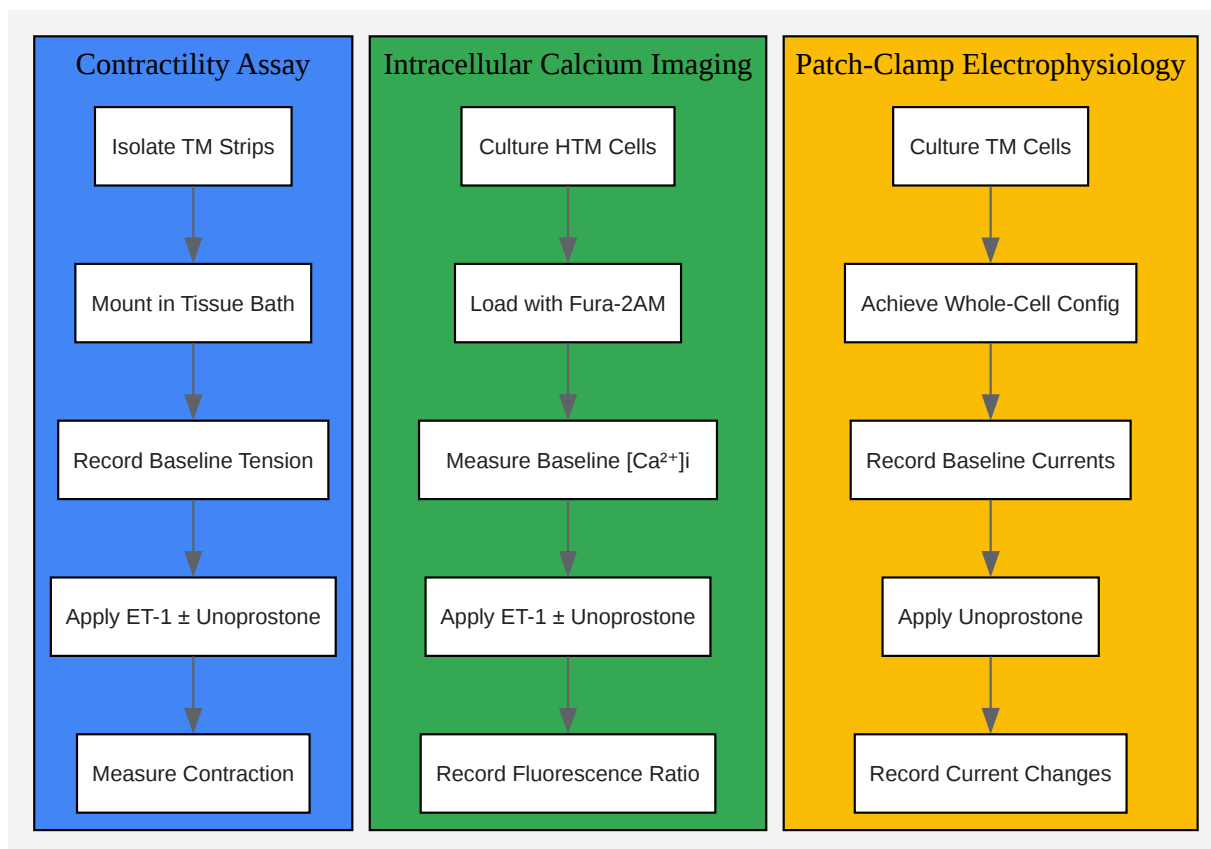 Contractility Assay
Isolate TM Strips
Mount in Tissue Bath
Record Baseline Tension
Apply ET-1 ± Unoprostone
Measure Contraction
Intracellular Calcium Imaging
Culture HTM Cells
Load with Fura-2AM
Measure Baseline [Ca²⁺]i
Apply ET-1 ± Unoprostone
Record Fluorescence Ratio
Patch-Clamp Electrophysiology
Culture TM Cells
Achieve Whole-Cell Config
Record Baseline Currents
Apply Unoprostone
Record Current Changes